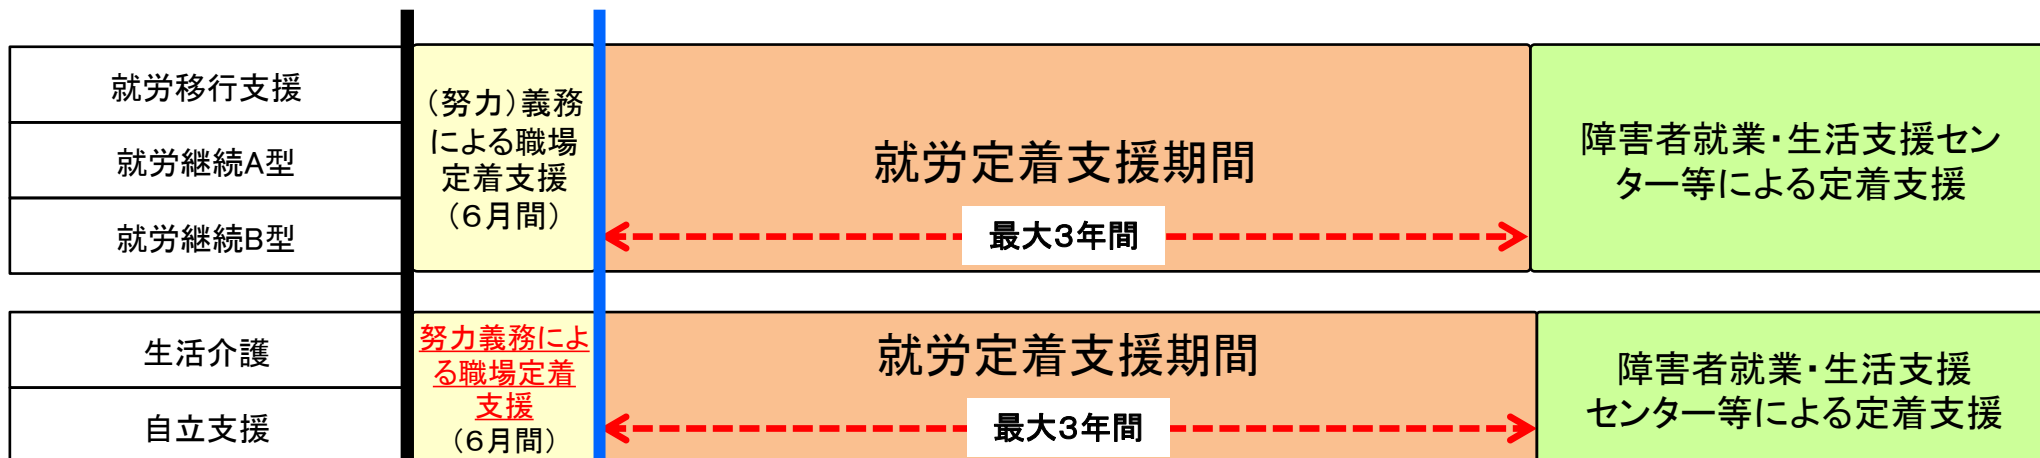 就労移行支援
就労継続A型
就労継続B型
（努力）義務
による職場
定着支援
（６月間）
就労定着支援期間
最大3年間
障害者就業・生活支援セン
ター等による定着支援
生活介護
自立支援
努力義務によ
る職場定着
支援
（６月間）
就労定着支援期間
最大3年間
障害者就業・生活支援
センター等による定着支援